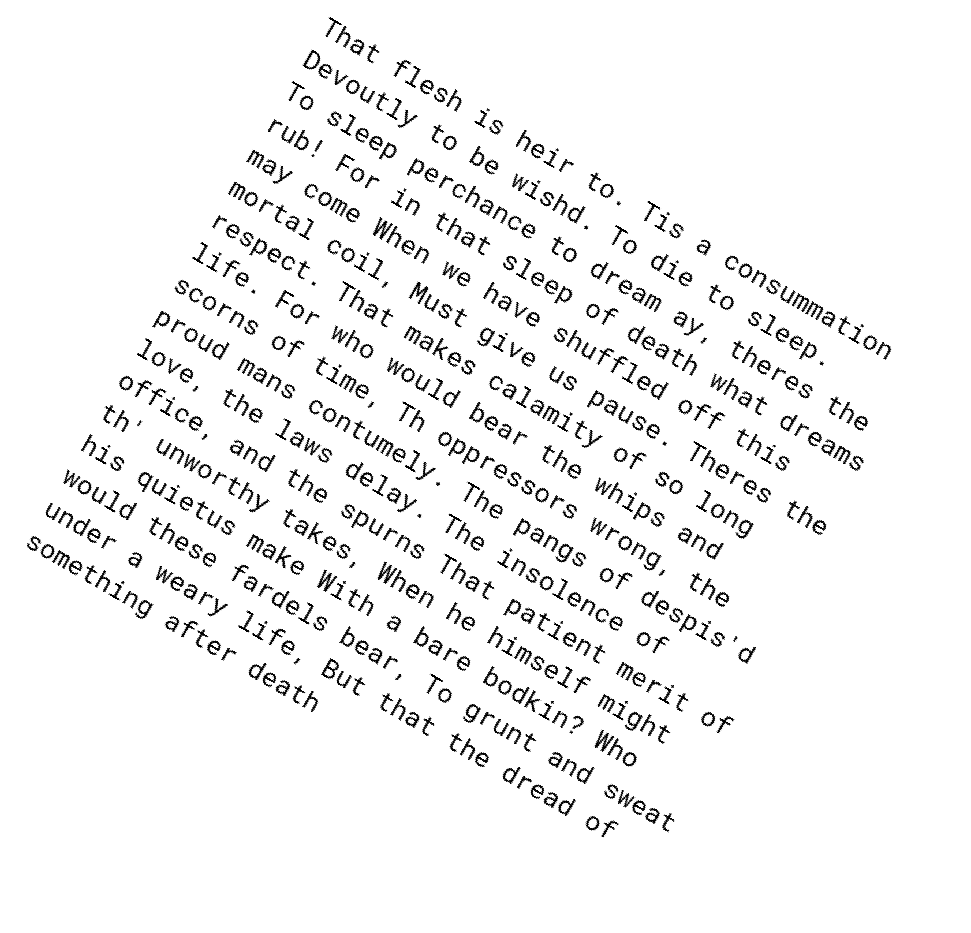 That flesh is heir to. Tis a consummation
Devoutly to be wishd. To die to sleep.
To sleep perchance to dream ay, theres the
rub! For in that sleep of death what dreams
may come When we have shuffled off this
mortal coil, Must give us pause. Theres the
respect. That makes calamity of so long
life. For who would bear the whips and
scorns of time, Th oppressors wrong, the
proud mans contumely. The pangs of despis'd
love, the laws delay. The insolence of
office, and the spurns That patient merit of
th' unworthy takes, When he himself might
his quietus make With a bare bodkin? Who
would these fardels bear, To grunt and sweat
under a weary life, But that the dread of
something after death